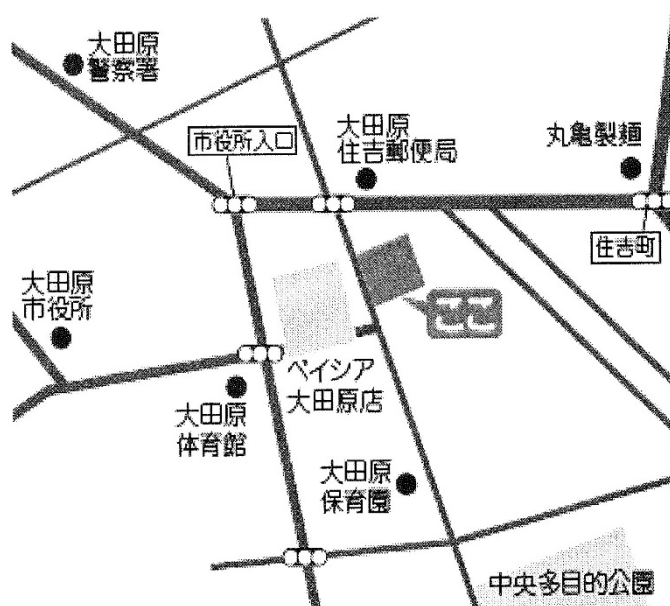 大田原
警察署
市役所入口
大田原
住吉郵便局
丸亀製麺
住吉町
大田原
市役所
ココ
ベイシア
大田原店
大田原
体育館
大田原
保育園
中央多目的公園